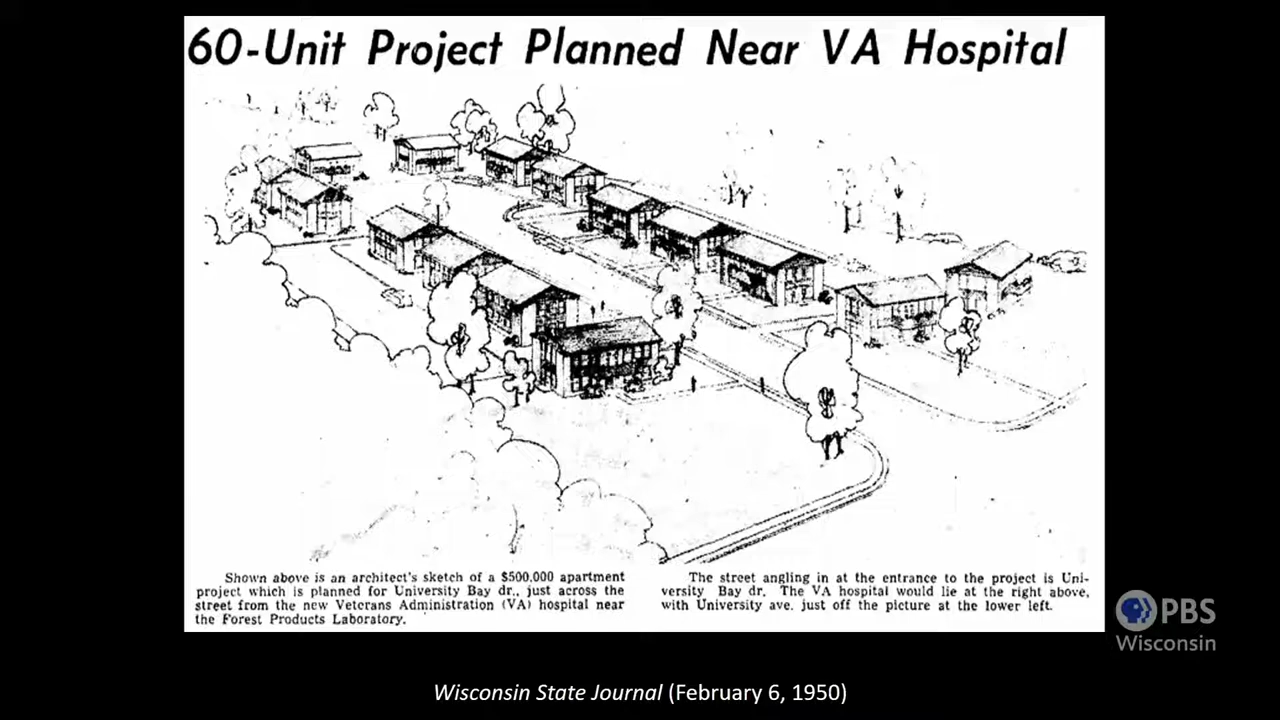 60-Unit Project Planned Near VA Hospital
Shown above is an architect's sketch of a $500,000 apartment
project which is planned for University Bay dr., just across the
street from the new Veterans Administration (VA) hospital near
the Forest Products Laboratory.
The street angling in at the entrance to the project is Uni-
versity Bay dr. The VA hospital would lie at the right above,
with University ave. just off the picture at the lower left.
PBS
Wisconsin
Wisconsin State Journal (February 6, 1950)